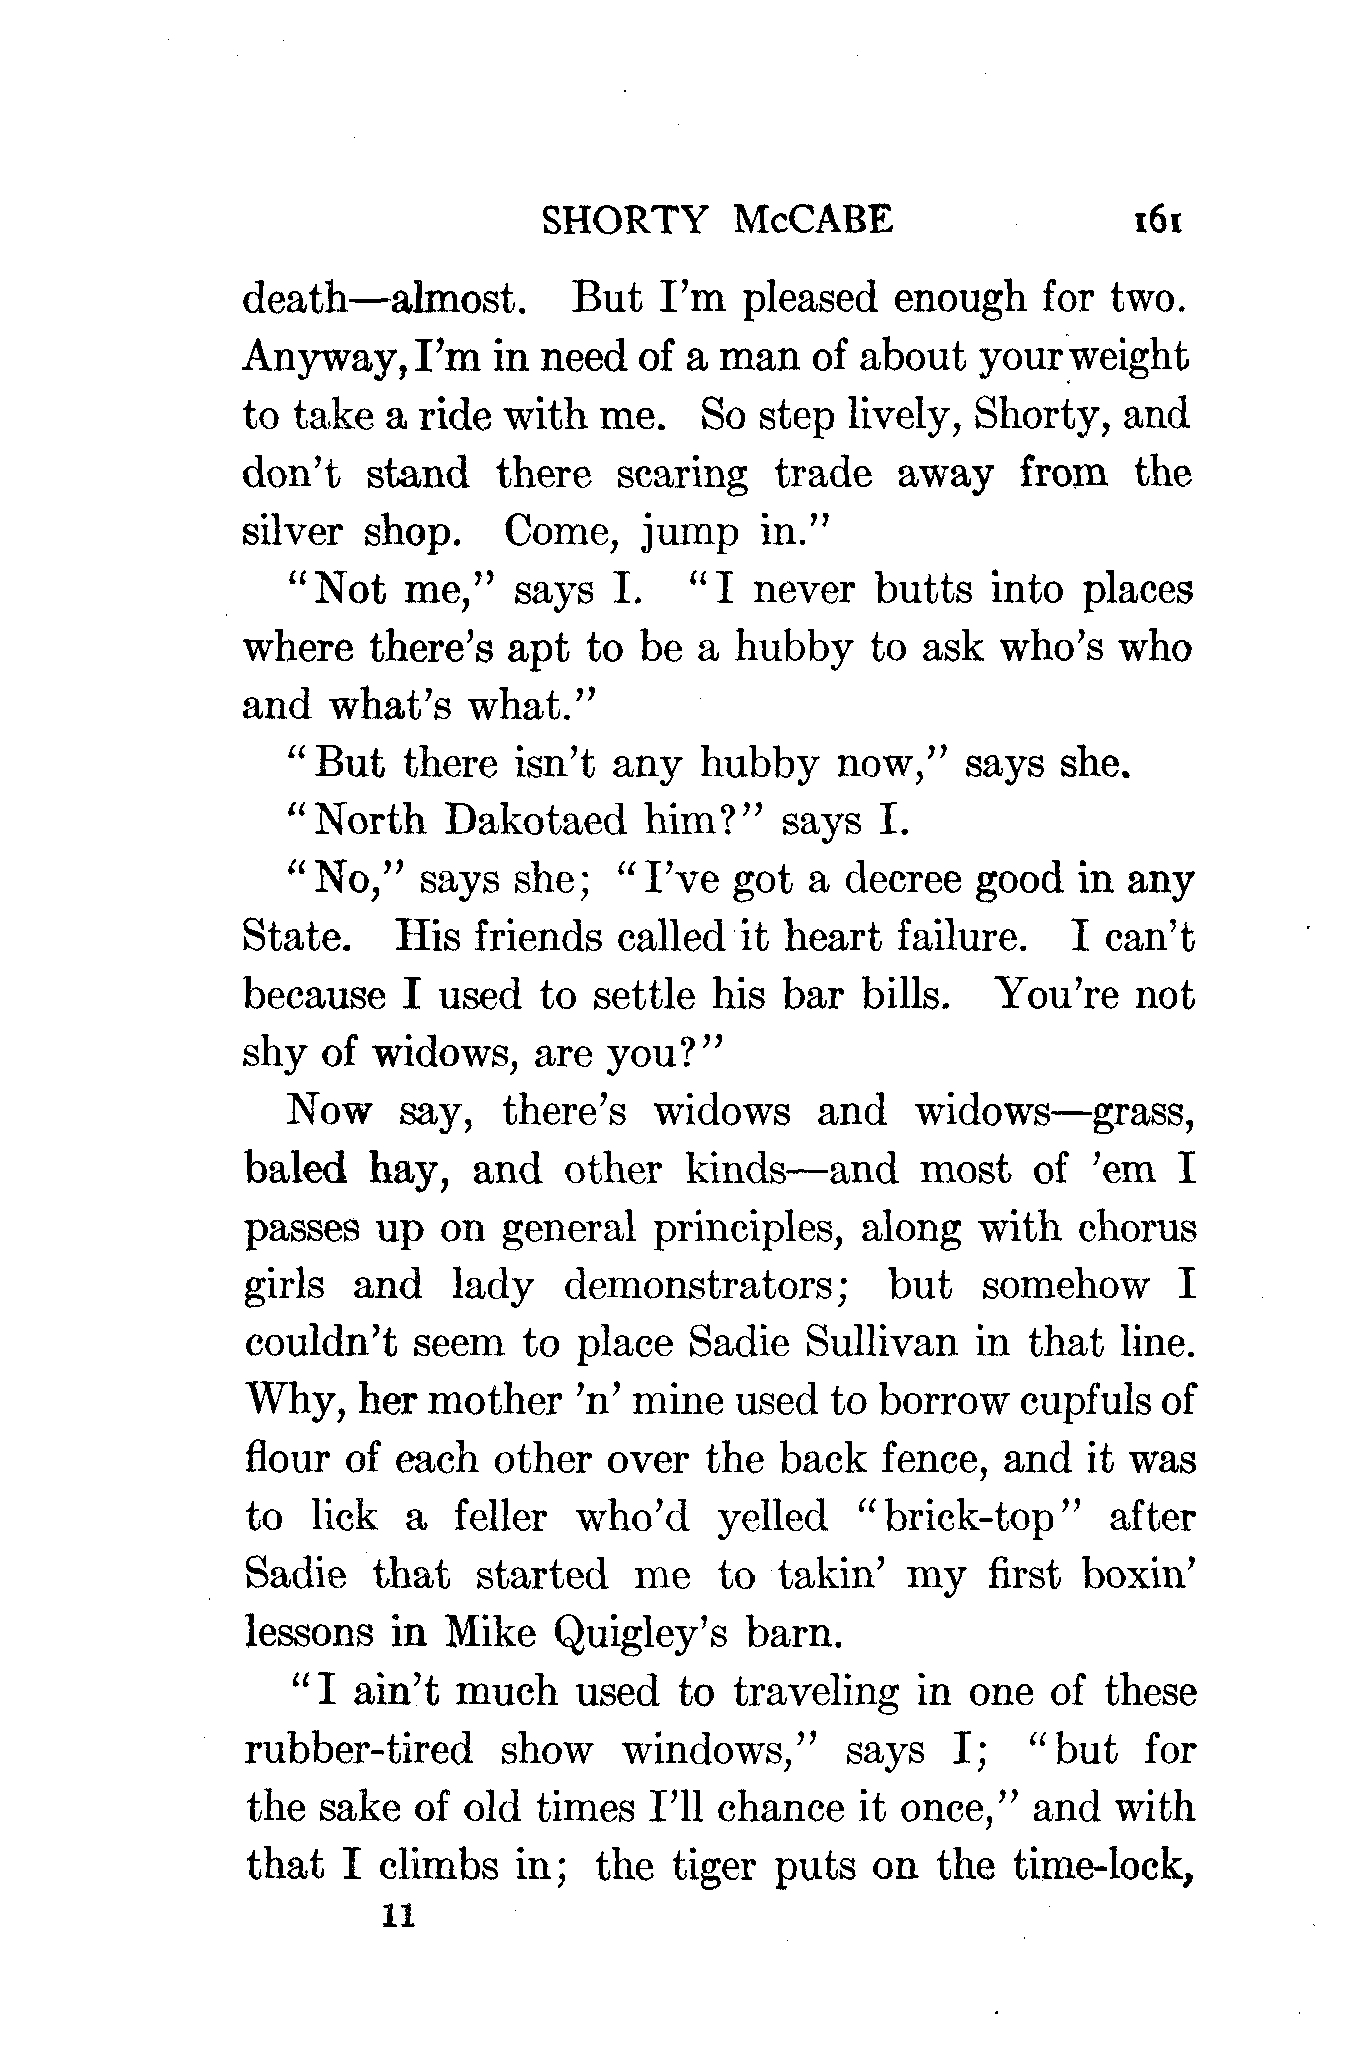 SHORTY McCABE 161
death—almost. But I'm pleased enough for two.
Anyway, I'm in need of a man of about your weight
to take a ride with me. So step lively, Shorty, and
don't stand there scaring trade away from the
silver shop. Come, jump in."
"Not me," says I. "I never butts into places
where there's apt to be a hubby to ask who's who
and what's what."
"But there isn't any hubby now," says she.
"North Dakotaed him?" says I.
"No," says she; "I've got a decree good in any
State. His friends called it heart failure. I can't
because I used to settle his bar bills. You're not
shy of widows, are you?"
Now say, there's widows and widows—grass,
baled hay, and other kinds—and most of 'em I
passes up on general principles, along with chorus
girls and lady demonstrators; but somehow I
couldn't seem to place Sadie Sullivan in that line.
Why, her mother 'n' mine used to borrow cupfuls of
flour of each other over the back fence, and it was
to lick a feller who'd yelled "brick-top" after
Sadie that started me to takin' my first boxin'
lessons in Mike Quigley's barn.
"I ain't much used to traveling in one of these
rubber-tired show windows," says I; "but for
the sake of old times I'll chance it once," and with
that I climbs in; the tiger puts on the time-lock,
11